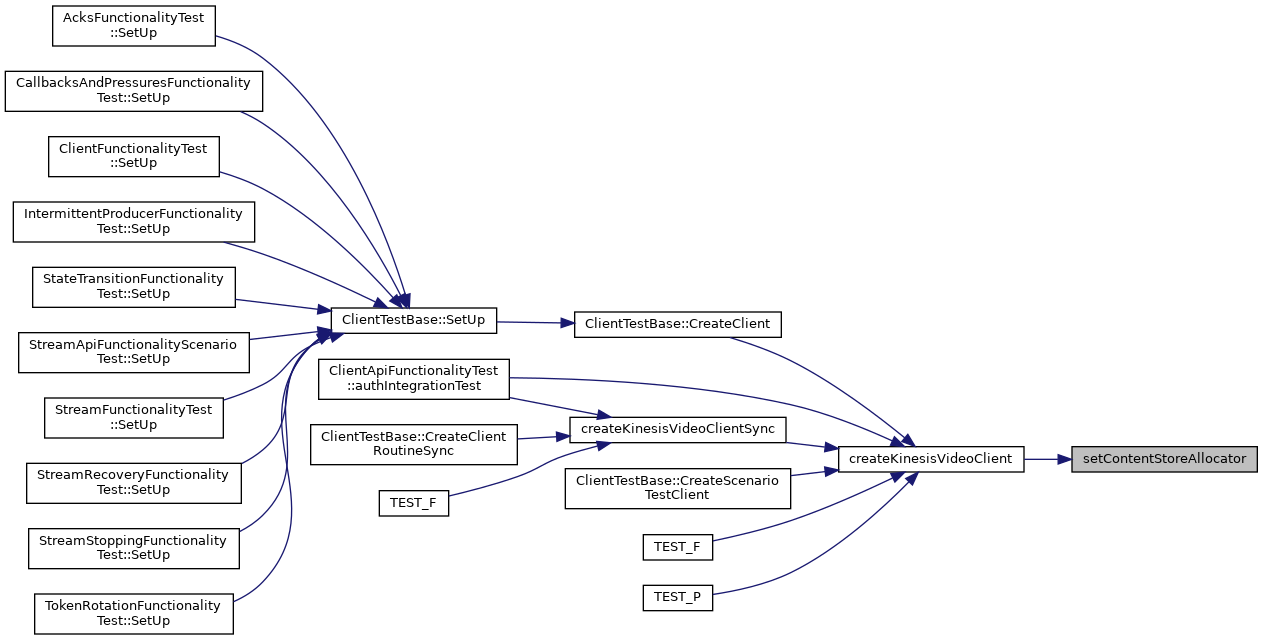 AcksFunctionalityTest
::SetUp
CallbacksAndPressuresFunctionality
Test::SetUp
ClientFunctionalityTest
::SetUp
IntermittentProducerFunctionality
Test::SetUp
StateTransitionFunctionality
Test::SetUp
StreamApiFunctionalityScenario
Test::SetUp
StreamFunctionalityTest
::SetUp
StreamRecoveryFunctionality
Test::SetUp
StreamStoppingFunctionality
Test::SetUp
TokenRotationFunctionality
Test::SetUp
ClientTestBase::SetUp
ClientApiFunctionalityTest
::authIntegrationTest
ClientTestBase::CreateClient
RoutineSync
TEST_F
ClientTestBase::CreateClient
createKinesisVideoClientSync
ClientTestBase::CreateScenario
TestClient
TEST_F
TEST_P
createKinesisVideoClient
setContentStoreAllocator